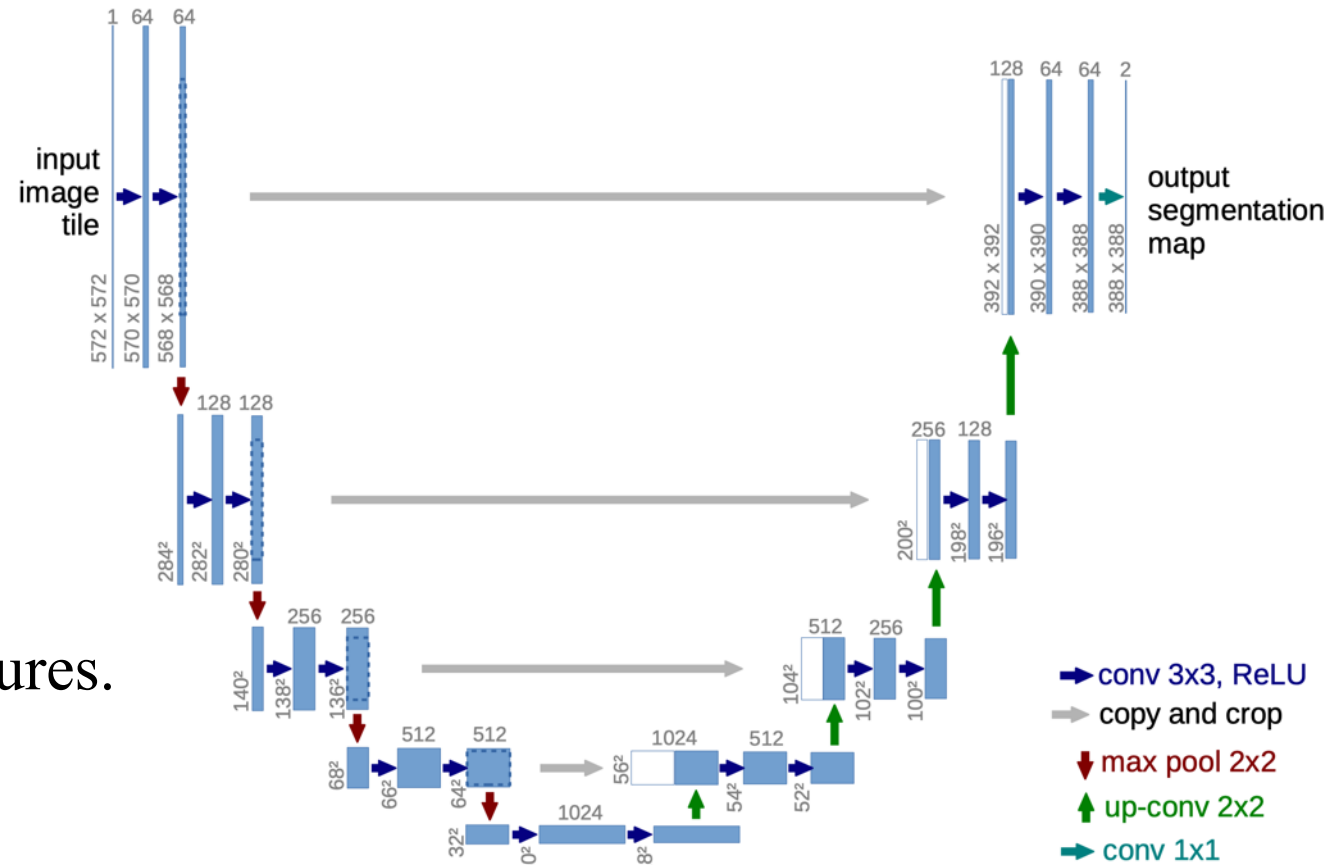 1 64 64
input
image
tile
572 x 572
570 x 570
568 x 568
128 64 64 2
output
segmentation
map
392 x 392
390 x 390
388 x 388
388 x 388
128 128
284²
282²
280²
256 128
200²
198²
196²
256 256
140²
138²
136²
512 256
104²
102²
100²
ures.
512 512
68²
66²
64²
1024 512
56²
54²
52²
1024
32²
0²
8²
conv 3x3, ReLU
copy and crop
max pool 2x2
up-conv 2x2
conv 1x1